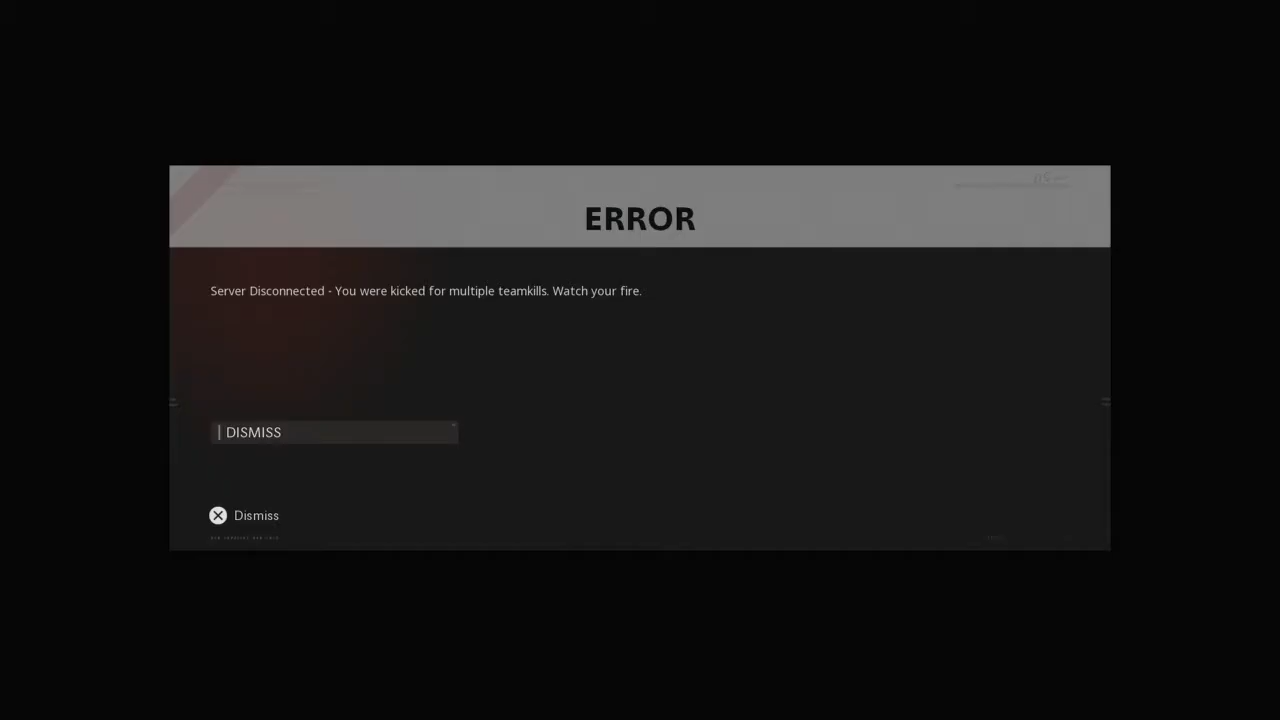 ERROR
Server Disconnected - You were kicked for multiple teamkills. Watch your fire.
DISMISS
Dismiss